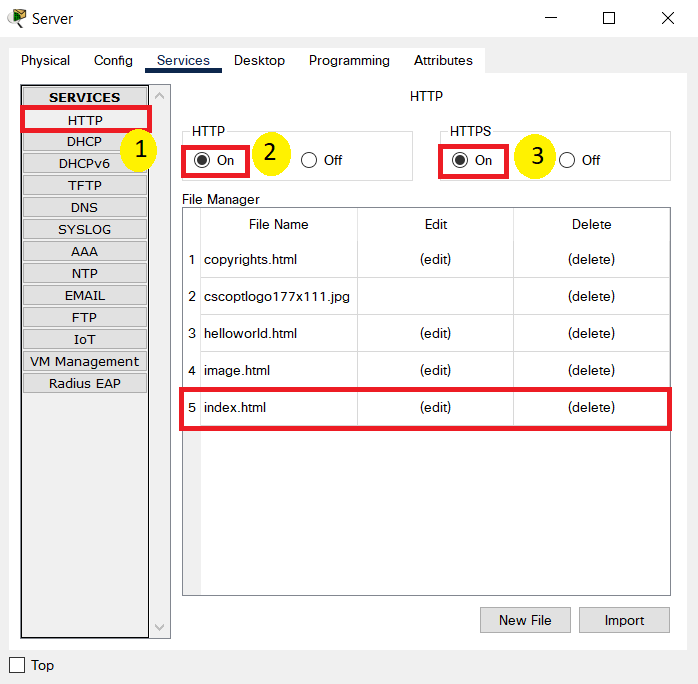 Server
Physical Config Services Desktop Programming Attributes
SERVICES
HTTP
DHCP
DHCPv6
TFTP
DNS
SYSLOG
AAA
NTP
EMAIL
FTP
IoT
VM Management
Radius EAP
1
HTTP
HTTP
On Off
2
HTTPS
On Off
3
File Manager
File Name Edit Delete
1 copyrights.html (edit) (delete)
2 cscoptlogo177x111.jpg (delete)
3 helloworld.html (edit) (delete)
4 image.html (edit) (delete)
5 index.html (edit) (delete)
New File Import
Top